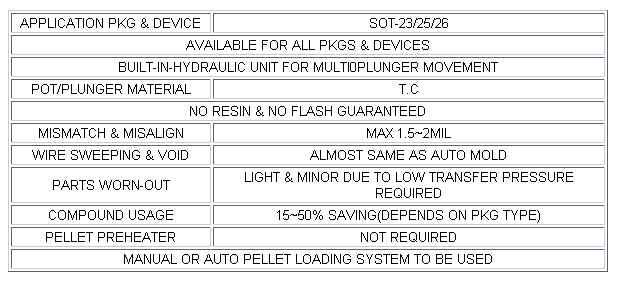 APPLICATION PKG & DEVICE SOT-23/25/26
AVAILABLE FOR ALL PKGS & DEVICES
BUILT-IN-HYDRAULIC UNIT FOR MULTI0PLUNGER MOVEMENT
POT/PLUNGER MATERIAL T.C
NO RESIN & NO FLASH GUARANTEED
MISMATCH & MISALIGN MAX 1.5~2MIL
WIRE SWEEPING & VOID ALMOST SAME AS AUTO MOLD
PARTS WORN-OUT LIGHT & MINOR DUE TO LOW TRANSFER PRESSURE
REQUIRED
COMPOUND USAGE 15~50% SAVING(DEPENDS ON PKG TYPE)
PELLET PREHEATER NOT REQUIRED
MANUAL OR AUTO PELLET LOADING SYSTEM TO BE USED